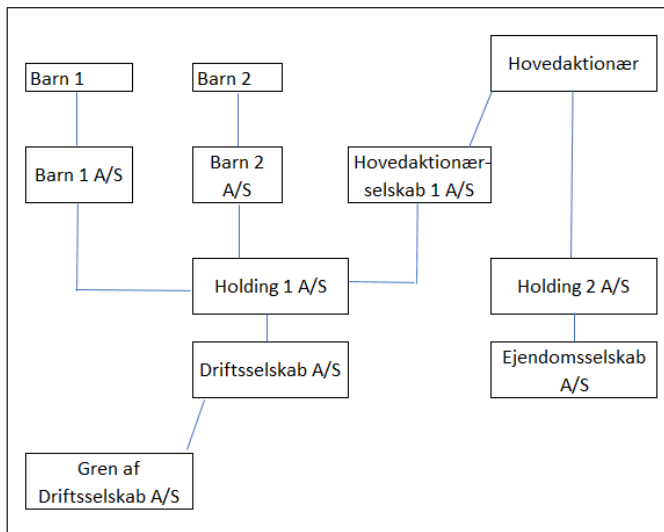 Hovedaktionær
Barn 1
Barn 2
Barn 1 A/S
Barn 2
A/S
Hovedaktionær-
selskab 1 A/S
Holding 1 A/S
Holding 2 A/S
Driftsselskab A/S
Ejendomsselskab
A/S
Gren af
Driftsselskab A/S